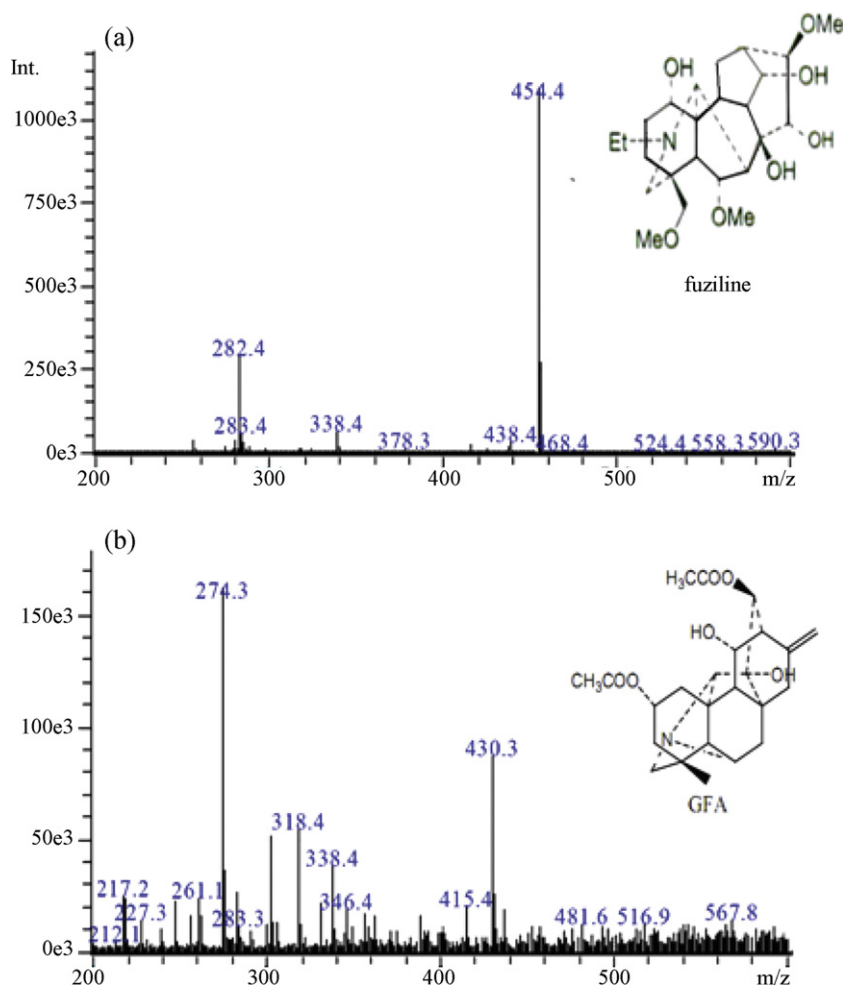 (a)
Int.
1000e3
750e3
500e3
250e3
0e3
454.4
282.4
283.4
338.4
378.3
438.4
468.4
524.4
558.3
590.3
200
300
400
500
m/z
OMe
OH
OH
Et
N
OH
OH
OMe
MeO
fuziline
(b)
150e3
100e3
50e3
0e3
274.3
430.3
318.4
338.4
217.2
261.1
227.3
346.4
283.3
212.1
415.4
481.6
516.9
567.8
200
300
400
500
m/z
H₃CCOO
HO
OH
CH₃COO
N
GFA